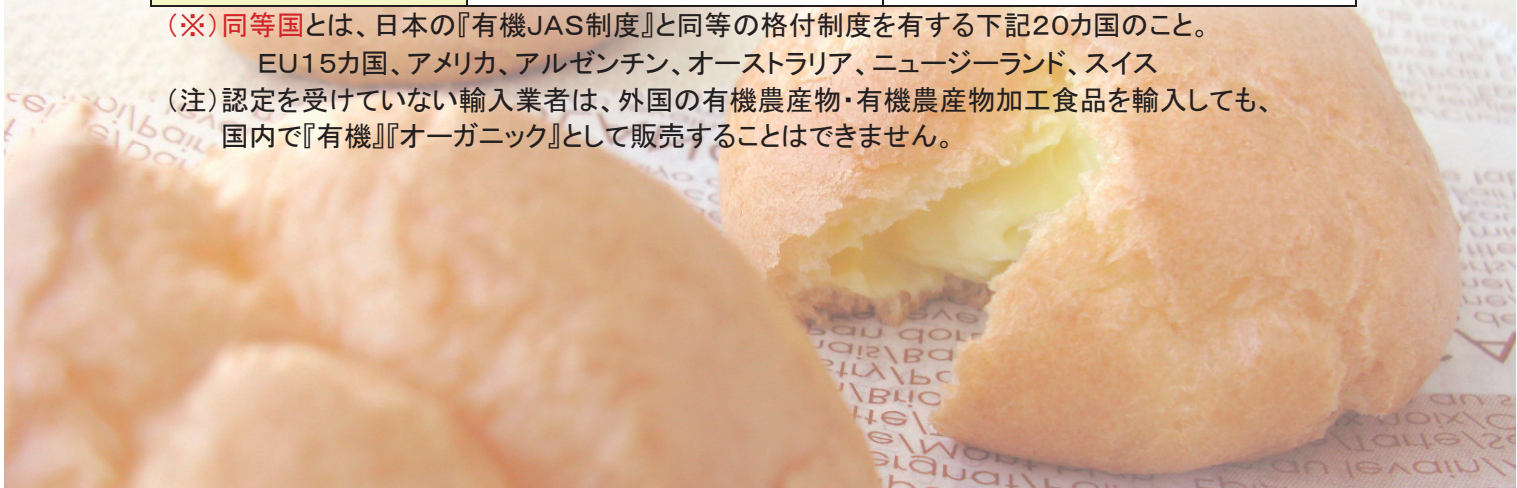 (※)同等国とは、日本の『有機JAS制度』と同等の格付制度を有する下記20カ国のこと。
EU15カ国、アメリカ、アルゼンチン、オーストラリア、ニュージーランド、スイス
(注)認定を受けていない輸入業者は、外国の有機農産物・有機農産物加工食品を輸入しても、
国内で『有機』『オーガニック』として販売することはできません。